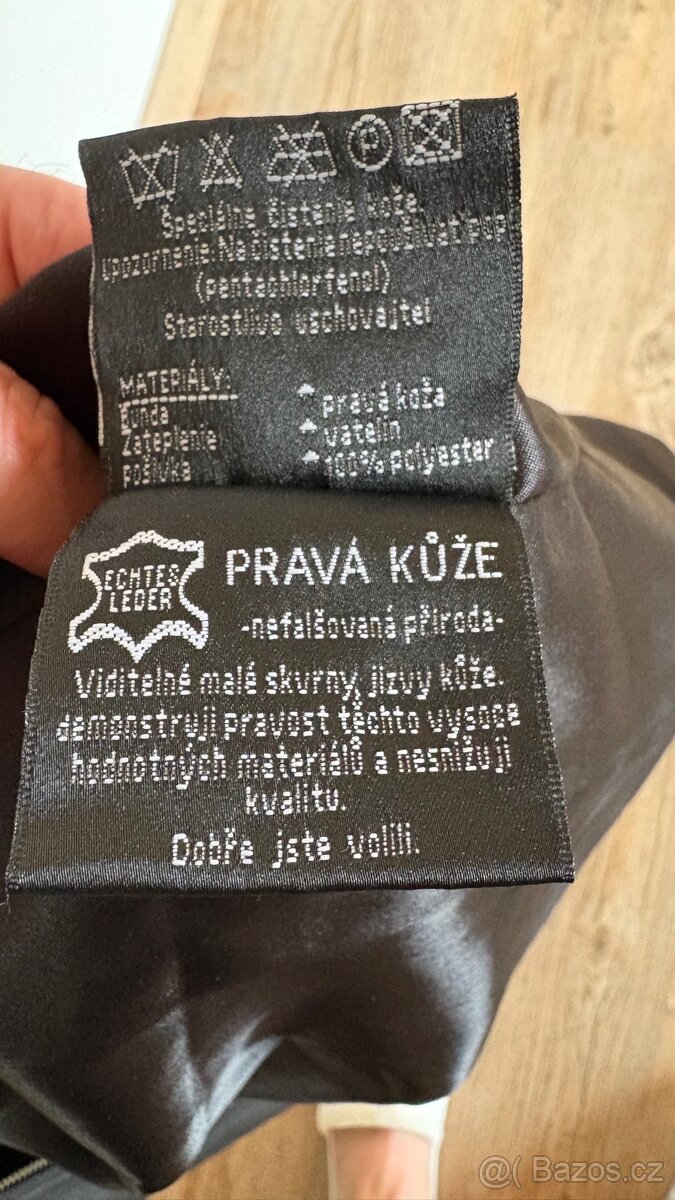 P
Špeciálne čistenie kože
upozornenie: Na čistenie nepoužívať PCP
(pentachlorfenol)
Starostlivo uschovajte!
MATERIÁLY:
Bunda pravá koža
Zateplenie vatelín
Pošivka 100% polyester
ECHTES
LEDER
PRAVÁ KŮŽE
-nefalšovaná příroda-
Viditelné malé skvrny, jizvy kůže.
demonstrují pravost těchto vysoce
hodnotných materiálů a nesnižují
kvalitu.
Dobře jste volili.
@ Bazos.cz